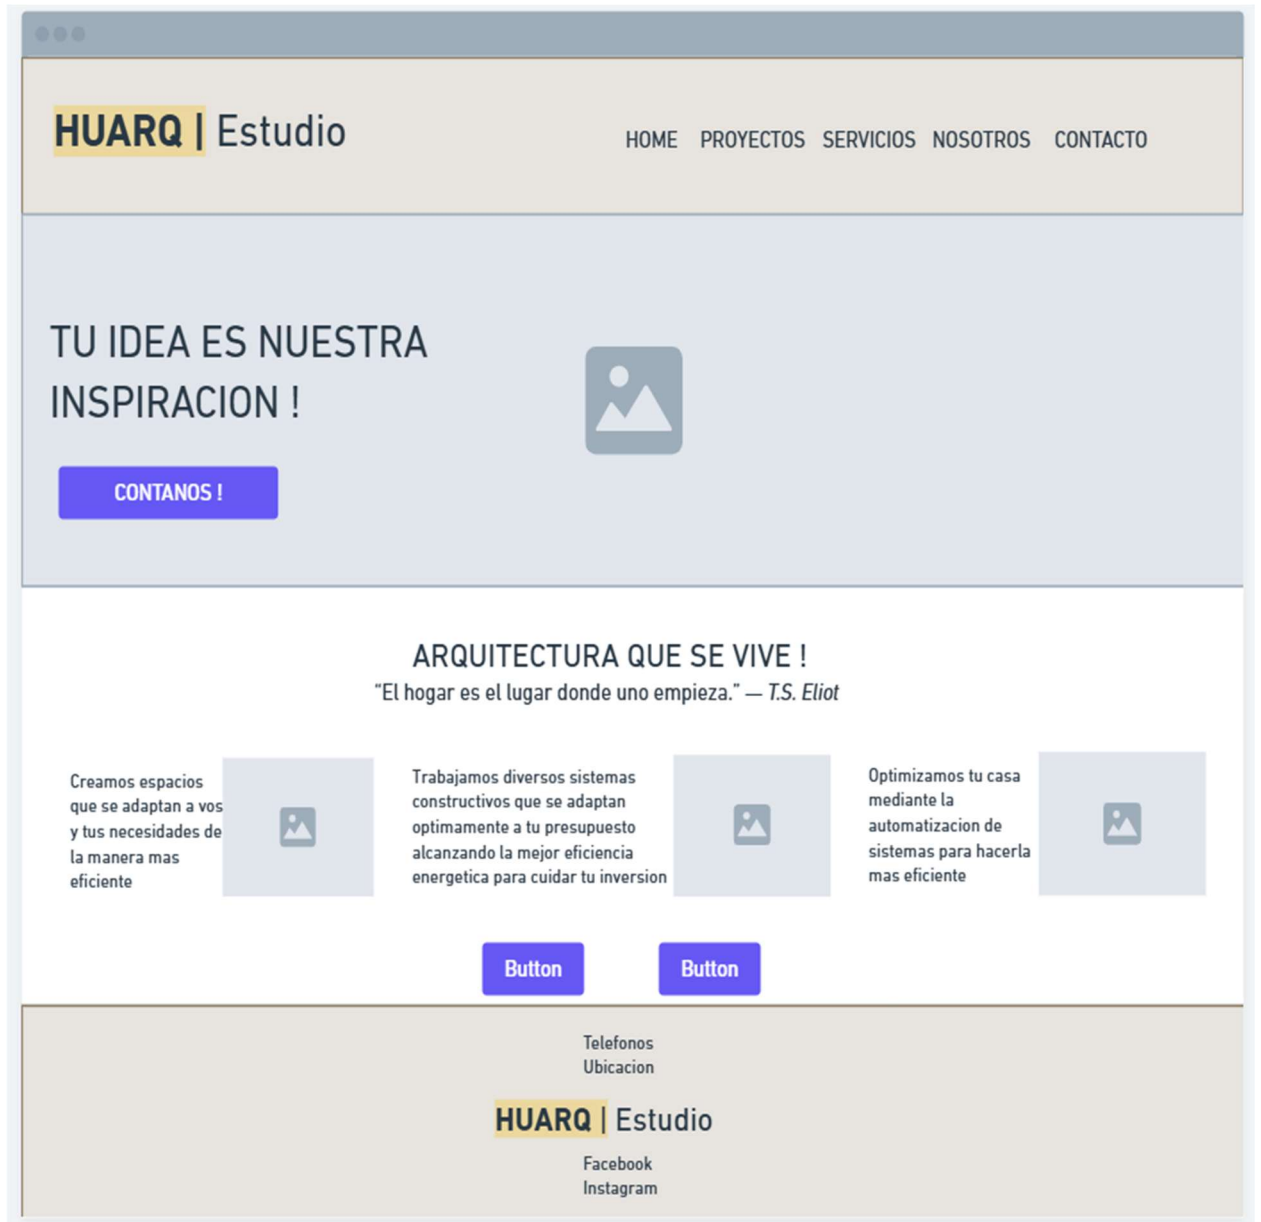 HUARQ | Estudio
HOME PROYECTOS SERVICIOS NOSOTROS CONTACTO
TU IDEA ES NUESTRA
INSPIRACION !
CONTANOS !
ARQUITECTURA QUE SE VIVE !
“El hogar es el lugar donde uno empieza.” — T.S. Eliot
Creamos espacios
que se adaptan a vos
y tus necesidades de
la manera mas
eficiente
Trabajamos diversos sistemas
constructivos que se adaptan
optimamente a tu presupuesto
alcanzando la mejor eficiencia
energetica para cuidar tu inversion
Optimizamos tu casa
mediante la
automatizacion de
sistemas para hacerla
mas eficiente
Button
Button
Telefonos
Ubicacion
HUARQ | Estudio
Facebook
Instagram